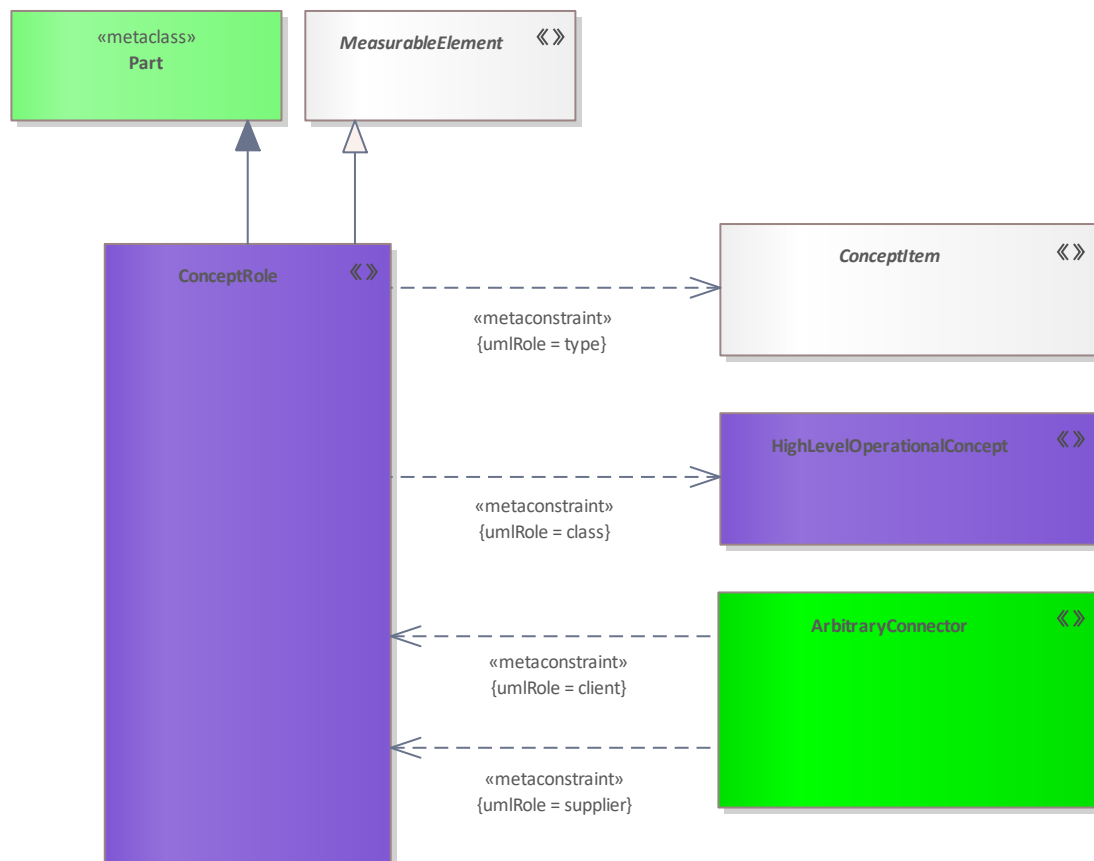 «metaclass»
Part
MeasurableElement
ConceptRole
ConceptItem
«metaconstraint»
{umlRole = type}
HighLevelOperationalConcept
«metaconstraint»
{umlRole = class}
ArbitraryConnector
«metaconstraint»
{umlRole = client}
«metaconstraint»
{umlRole = supplier}